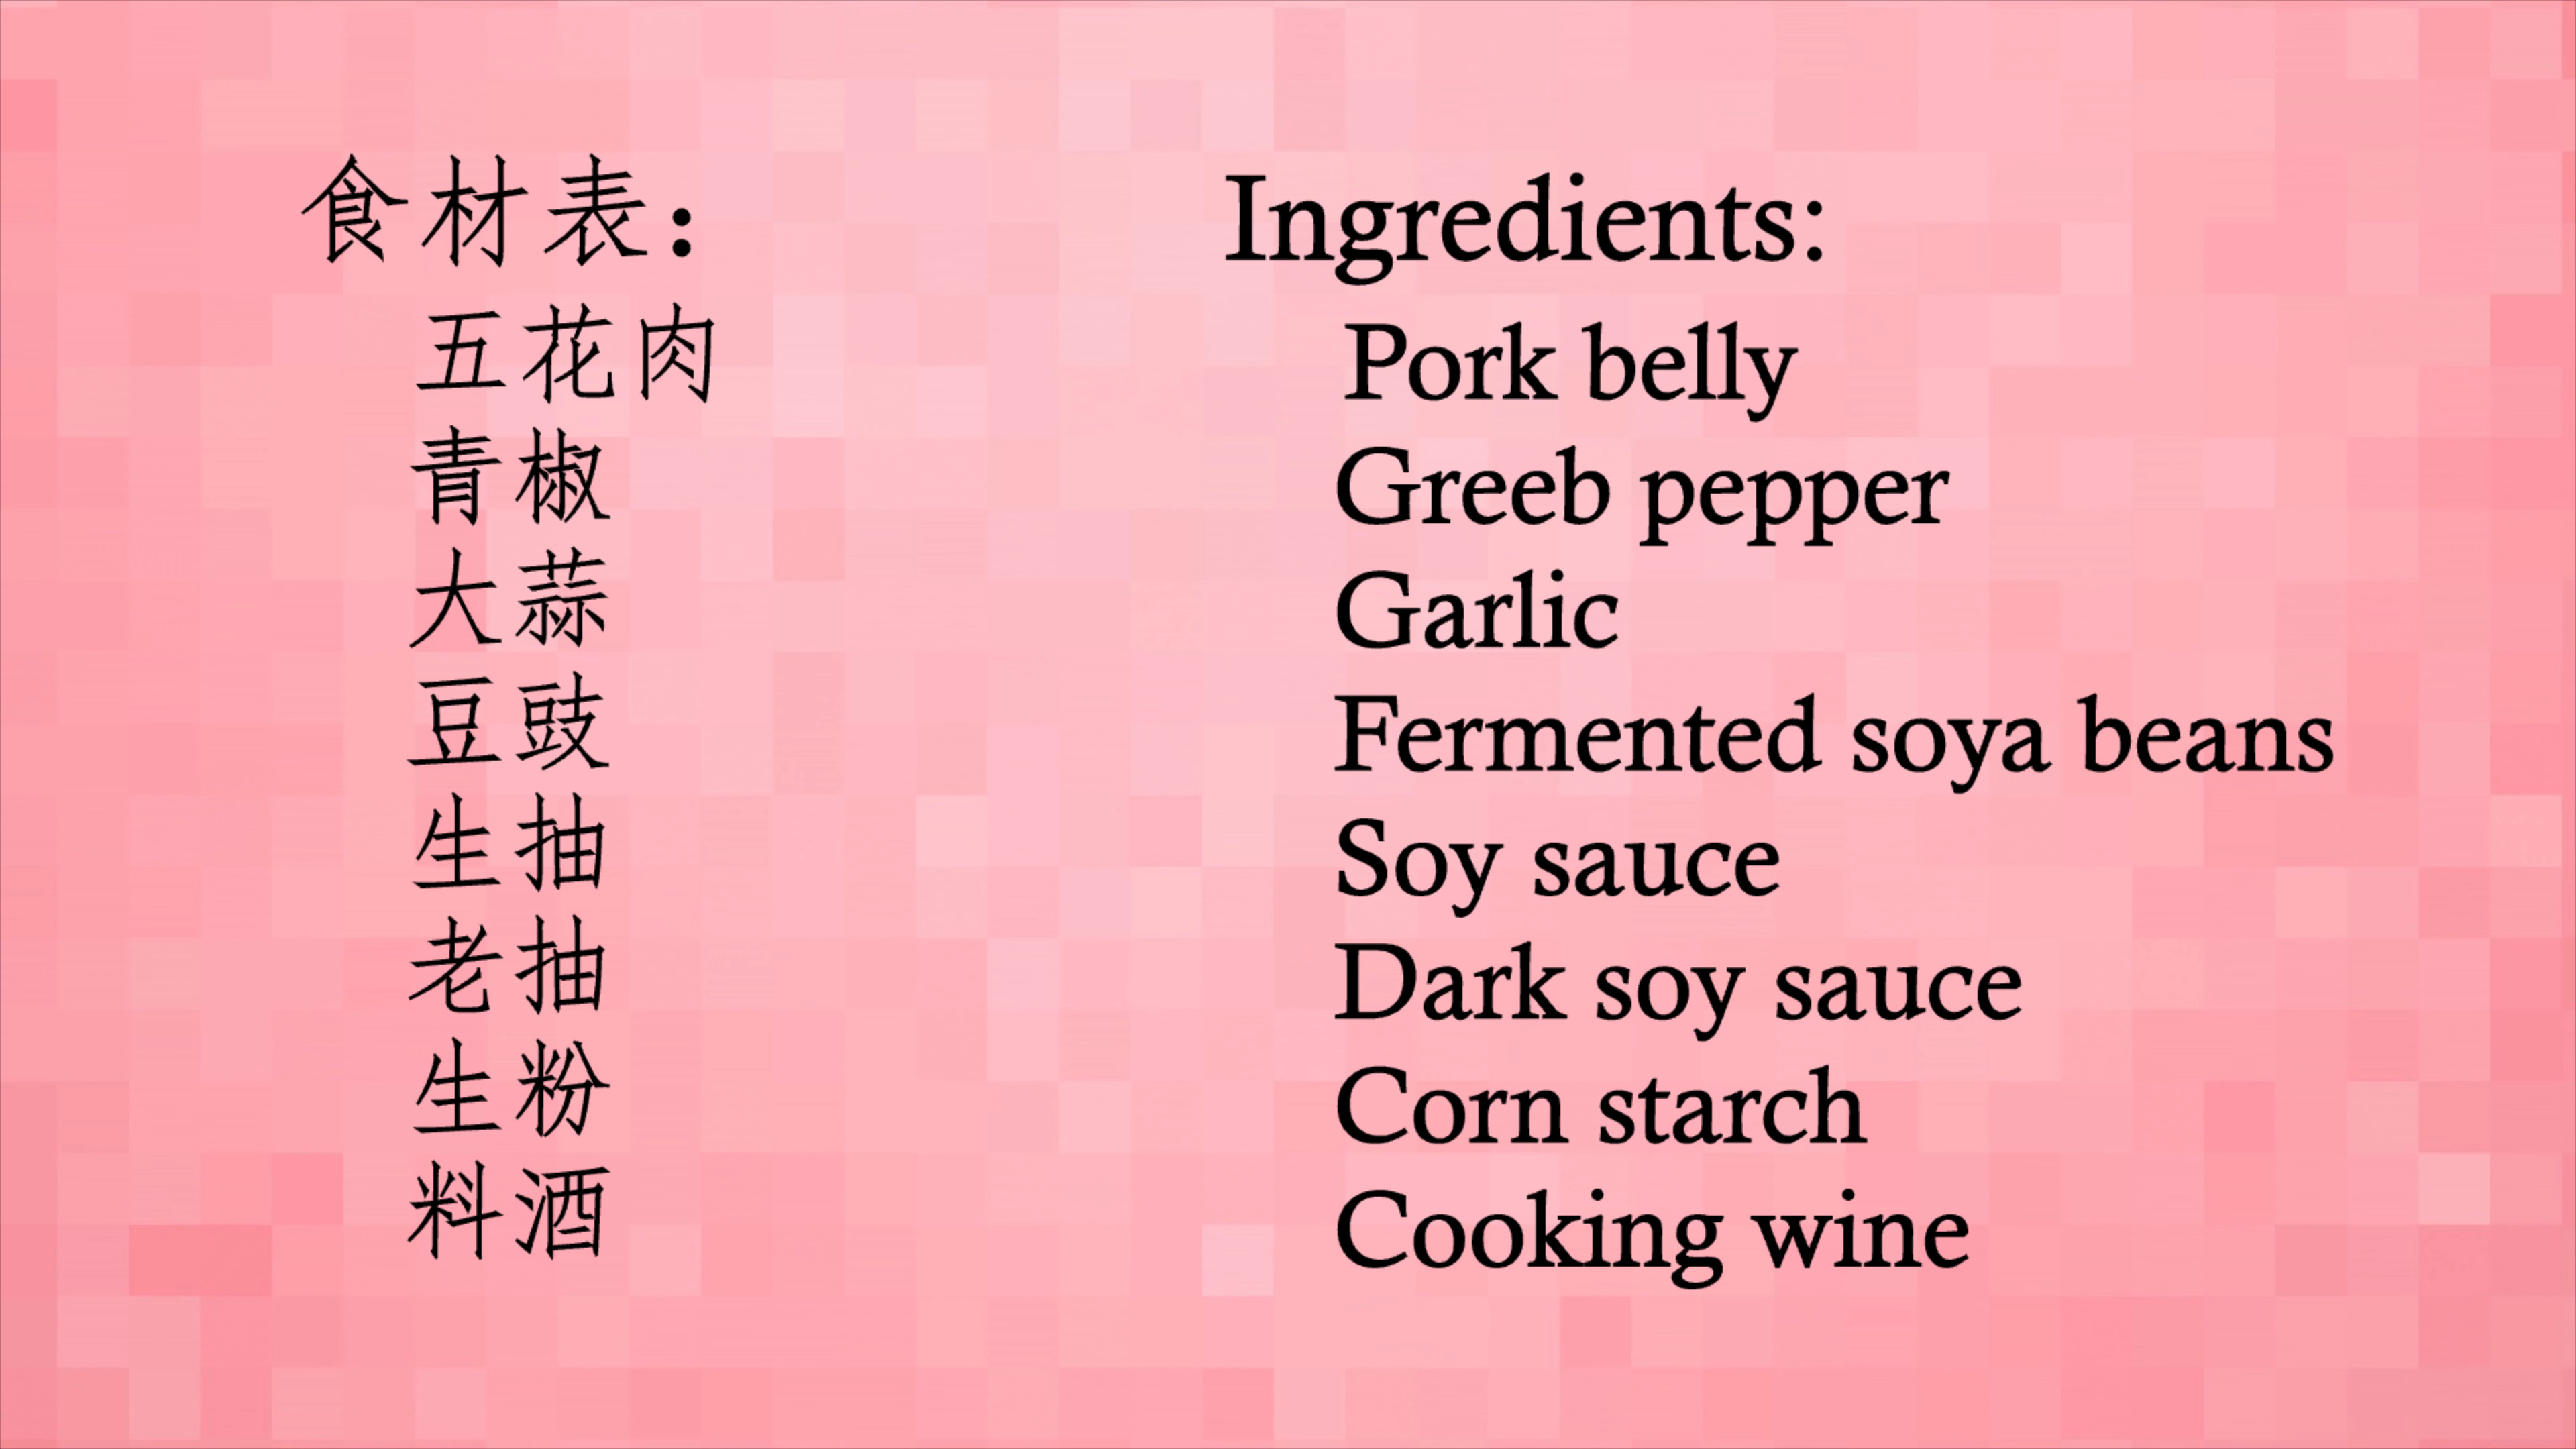 食材表：
五花肉
青椒
大蒜
豆豉
生抽
老抽
生粉
料酒
Ingredients:
Pork belly
Greeb pepper
Garlic
Fermented soya beans
Soy sauce
Dark soy sauce
Corn starch
Cooking wine